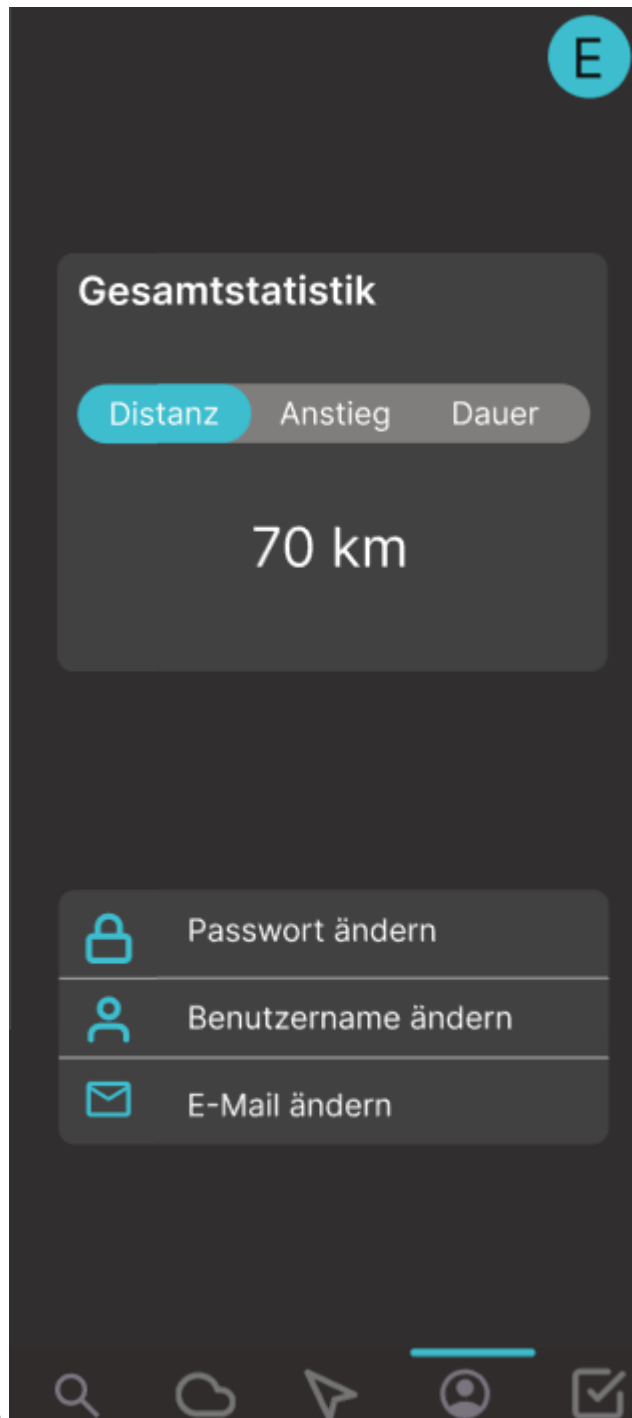 E
Gesamtstatistik
Distanz Anstieg Dauer
70 km
Passwort ändern
Benutzername ändern
E-Mail ändern